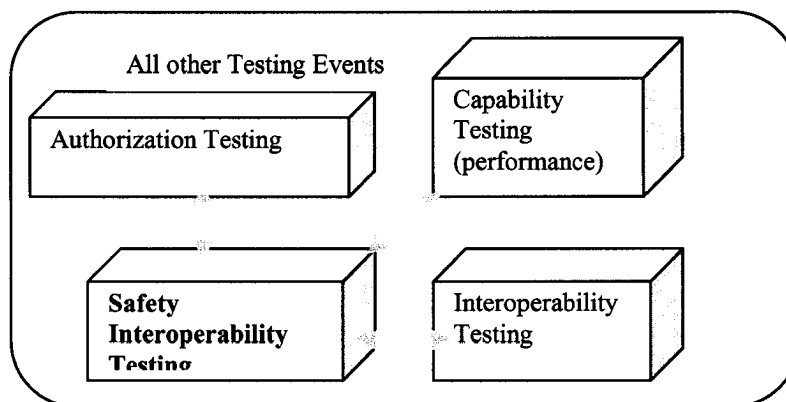 All other Testing Events
Authorization Testing
Capability
Testing
(performance)
Safety
Interoperability
Testing
Interoperability
Testing